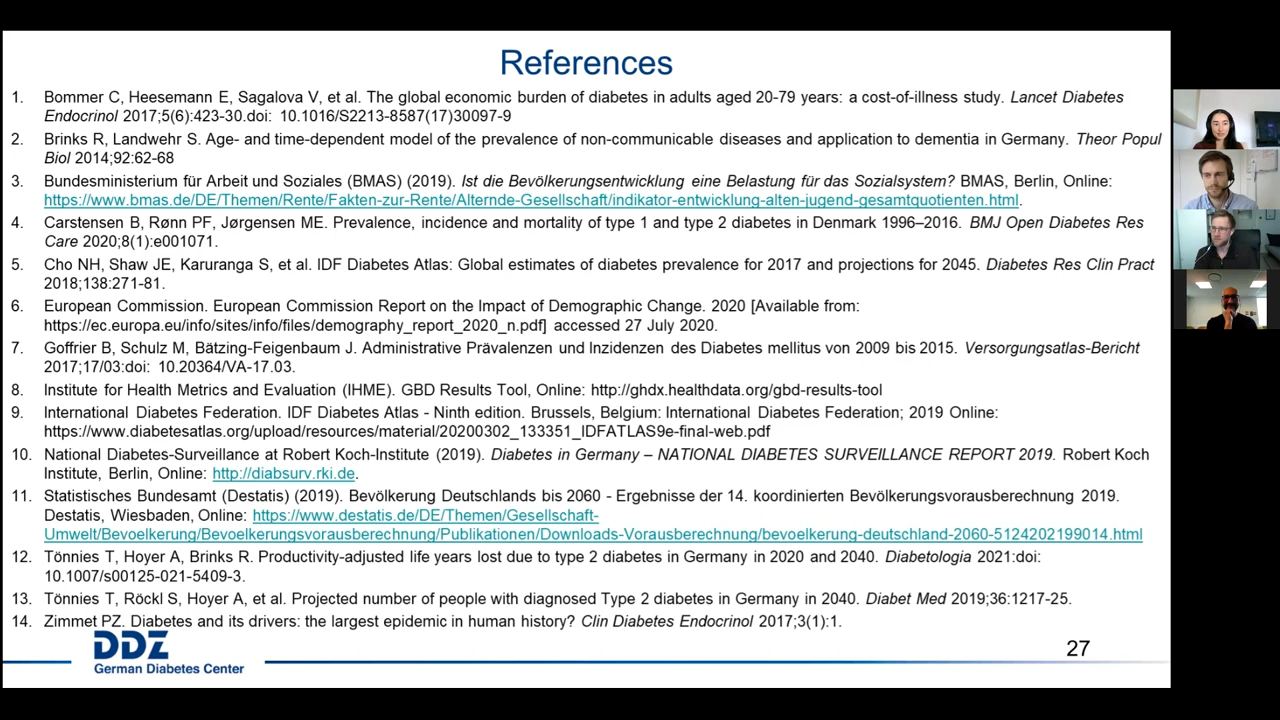 References
1. Bommer C, Heesemann E, Sagalova V, et al. The global economic burden of diabetes in adults aged 20-79 years: a cost-of-illness study. Lancet Diabetes
Endocrinol 2017;5(6):423-30.doi: 10.1016/S2213-8587(17)30097-9
2. Brinks R, Landwehr S. Age- and time-dependent model of the prevalence of non-communicable diseases and application to dementia in Germany. Theor Popul
Biol 2014;92:62-68
3. Bundesministerium für Arbeit und Soziales (BMAS) (2019). Ist die Bevölkerungsentwicklung eine Belastung für das Sozialsystem? BMAS, Berlin, Online:
https://www.bmas.de/DE/Themen/Rente/Fakten-zur-Rente/Alternde-Gesellschaft/indikator-entwicklung-alten-jugend-gesamtquotienten.html.
4. Carstensen B, Rønn PF, Jørgensen ME. Prevalence, incidence and mortality of type 1 and type 2 diabetes in Denmark 1996–2016. BMJ Open Diabetes Res
Care 2020;8(1):e001071.
5. Cho NH, Shaw JE, Karuranga S, et al. IDF Diabetes Atlas: Global estimates of diabetes prevalence for 2017 and projections for 2045. Diabetes Res Clin Pract
2018;138:271-81.
6. European Commission. European Commission Report on the Impact of Demographic Change. 2020 [Available from:
https://ec.europa.eu/info/sites/info/files/demography_report_2020_n.pdf] accessed 27 July 2020.
7. Goffrier B, Schulz M, Bätzing-Feigenbaum J. Administrative Prävalenzen und Inzidenzen des Diabetes mellitus von 2009 bis 2015. Versorgungsatlas-Bericht
2017;17/03:doi: 10.20364/VA-17.03.
8. Institute for Health Metrics and Evaluation (IHME). GBD Results Tool, Online: http://ghdx.healthdata.org/gbd-results-tool
9. International Diabetes Federation. IDF Diabetes Atlas - Ninth edition. Brussels, Belgium: International Diabetes Federation; 2019 Online:
https://www.diabetesatlas.org/upload/resources/material/20200302_133351_IDFATLAS9e-final-web.pdf
10. National Diabetes-Surveillance at Robert Koch-Institute (2019). Diabetes in Germany – NATIONAL DIABETES SURVEILLANCE REPORT 2019. Robert Koch
Institute, Berlin, Online: http://diabsurv.rki.de.
11. Statistisches Bundesamt (Destatis) (2019). Bevölkerung Deutschlands bis 2060 - Ergebnisse der 14. koordinierten Bevölkerungsvorausberechnung 2019.
Destatis, Wiesbaden, Online: https://www.destatis.de/DE/Themen/Gesellschaft-
Umwelt/Bevoelkerung/Bevoelkerungsvorausberechnung/Publikationen/Downloads-Vorausberechnung/bevoelkerung-deutschland-2060-5124202199014.html
12. Tönnies T, Hoyer A, Brinks R. Productivity-adjusted life years lost due to type 2 diabetes in Germany in 2020 and 2040. Diabetologia 2021:doi:
10.1007/s00125-021-5409-3.
13. Tönnies T, Röckl S, Hoyer A, et al. Projected number of people with diagnosed Type 2 diabetes in Germany in 2040. Diabet Med 2019;36:1217-25.
14. Zimmet PZ. Diabetes and its drivers: the largest epidemic in human history? Clin Diabetes Endocrinol 2017;3(1):1.
DDZ
German Diabetes Center
27